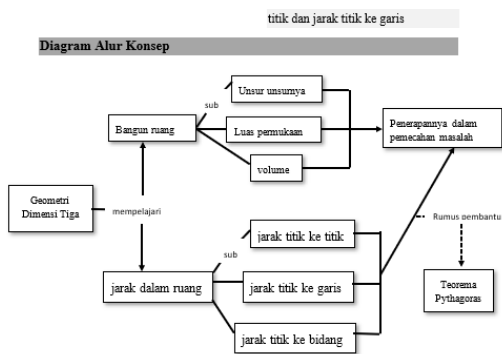 titik dan jarak titik ke garis
Diagram Alur Konsep
Unsur unsurnya
sub
Bangun ruang
Luas permukaan
Penerapannya dalam
pemecahan masalah
volume
Geometri
Dimensi Tiga
mempelajari
Rumus pembantu
jarak titik ke titik
sub
jarak dalam ruang
jarak titik ke garis
Teorema
Pythagoras
jarak titik ke bidang